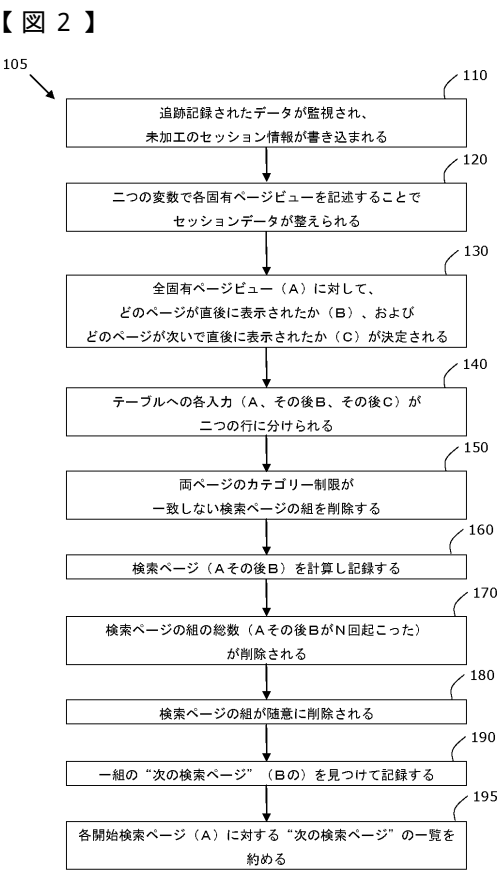 【図２】
105
110
追跡記録されたデータが監視され、
未加工のセッション情報が書き込まれる
120
二つの変数で各固有ページビューを記述することで
セッションデータが整えられる
130
全固有ページビュー（Ａ）に対して、
どのページが直後に表示されたか（Ｂ）、および
どのページが次いで直後に表示されたか（Ｃ）が決定される
140
テーブルへの各入力（Ａ、その後Ｂ、その後Ｃ）が
二つの行に分けられる
150
両ページのカテゴリー制限が
一致しない検索ページの組を削除する
160
検索ページ（Ａその後Ｂ）を計算し記録する
170
検索ページの組の総数（Ａその後ＢがＮ回起こった）
が削除される
180
検索ページの組が随意に削除される
190
一組の“次の検索ページ”（Ｂの）を見つけて記録する
195
各開始検索ページ（Ａ）に対する“次の検索ページ”の一覧を
約める